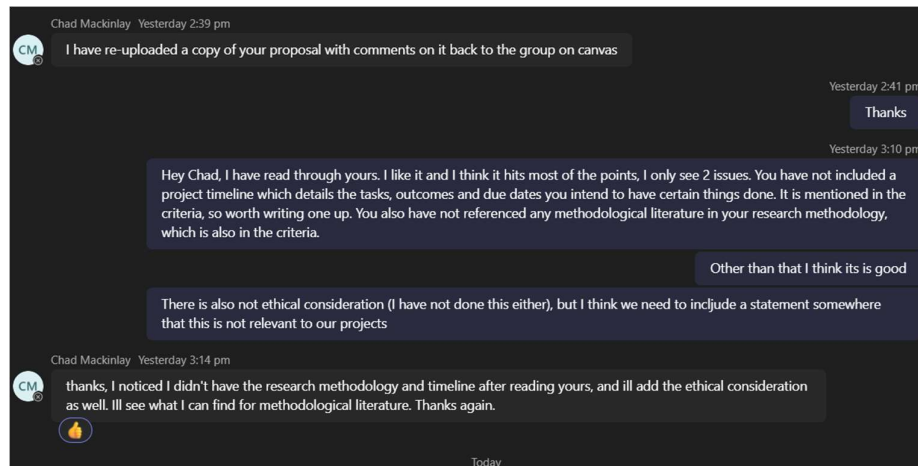 Chad Mackinlay Yesterday 2:39 pm
CM
I have re-uploaded a copy of your proposal with comments on it back to the group on canvas
Yesterday 2:41 pm
Thanks
Yesterday 3:10 pm
Hey Chad, I have read through yours. I like it and I think it hits most of the points, I only see 2 issues. You have not included a
project timeline which details the tasks, outcomes and due dates you intend to have certain things done. It is mentioned in the
criteria, so worth writing one up. You also have not referenced any methodological literature in your research methodology,
which is also in the criteria.
Other than that I think its is good
There is also not ethical consideration (I have not done this either), but I think we need to incljude a statement somewhere
that this is not relevant to our projects
Chad Mackinlay Yesterday 3:14 pm
CM
thanks, I noticed I didn't have the research methodology and timeline after reading yours, and ill add the ethical consideration
as well. Ill see what I can find for methodological literature. Thanks again.
Today